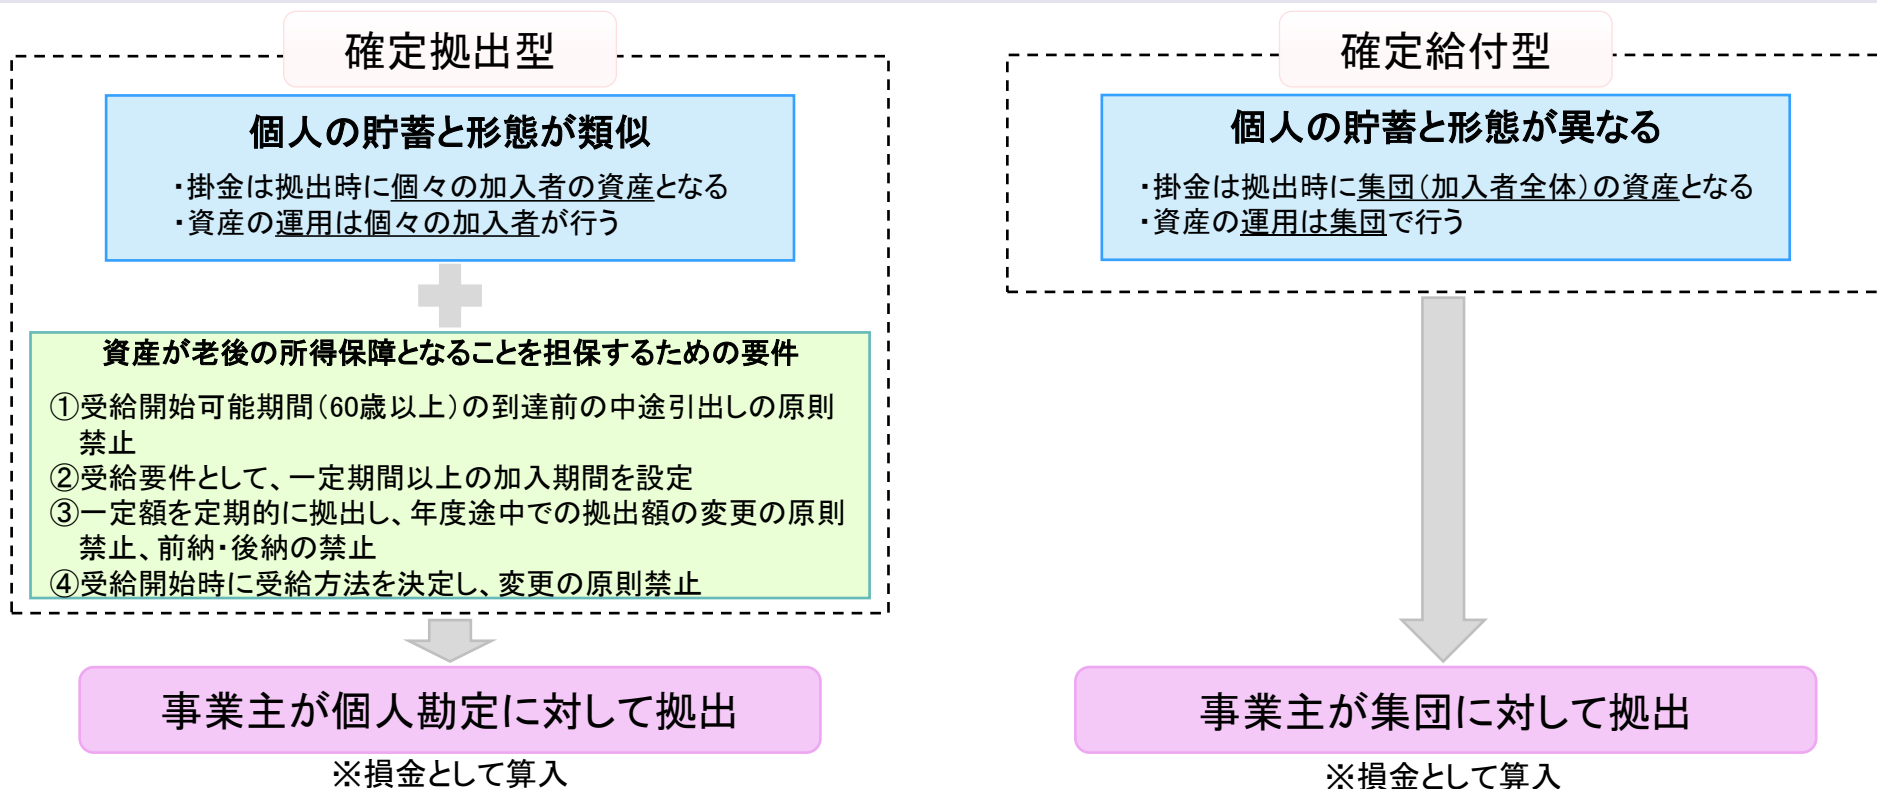 確定拠出型
個人の貯蓄と形態が類似
・掛金は拠出時に個々の加入者の資産となる
・資産の運用は個々の加入者が行う
資産が老後の所得保障となることを担保するための要件
①受給開始可能期間（60歳以上）の到達前の中途引出しの原則
禁止
②受給要件として、一定期間以上の加入期間を設定
③一定額を定期的に拠出し、年度途中での拠出額の変更の原則
禁止、前納・後納の禁止
④受給開始時に受給方法を決定し、変更の原則禁止
事業主が個人勘定に対して拠出
※損金として算入
確定給付型
個人の貯蓄と形態が異なる
・掛金は拠出時に集団（加入者全体）の資産となる
・資産の運用は集団で行う
事業主が集団に対して拠出
※損金として算入